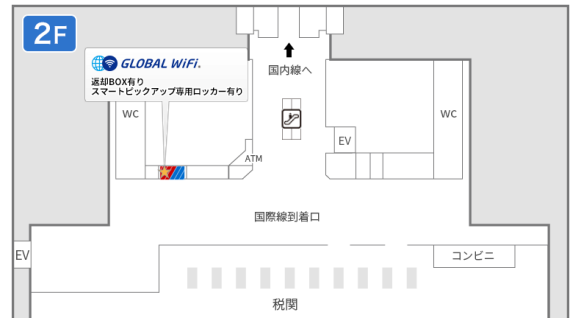 2F
GLOBAL WiFi.
返却BOX有り
スマートピックアップ専用ロッカー有り
国内線へ
WC
WC
EV
ATM
国際線到着口
EV
コンビニ
税関